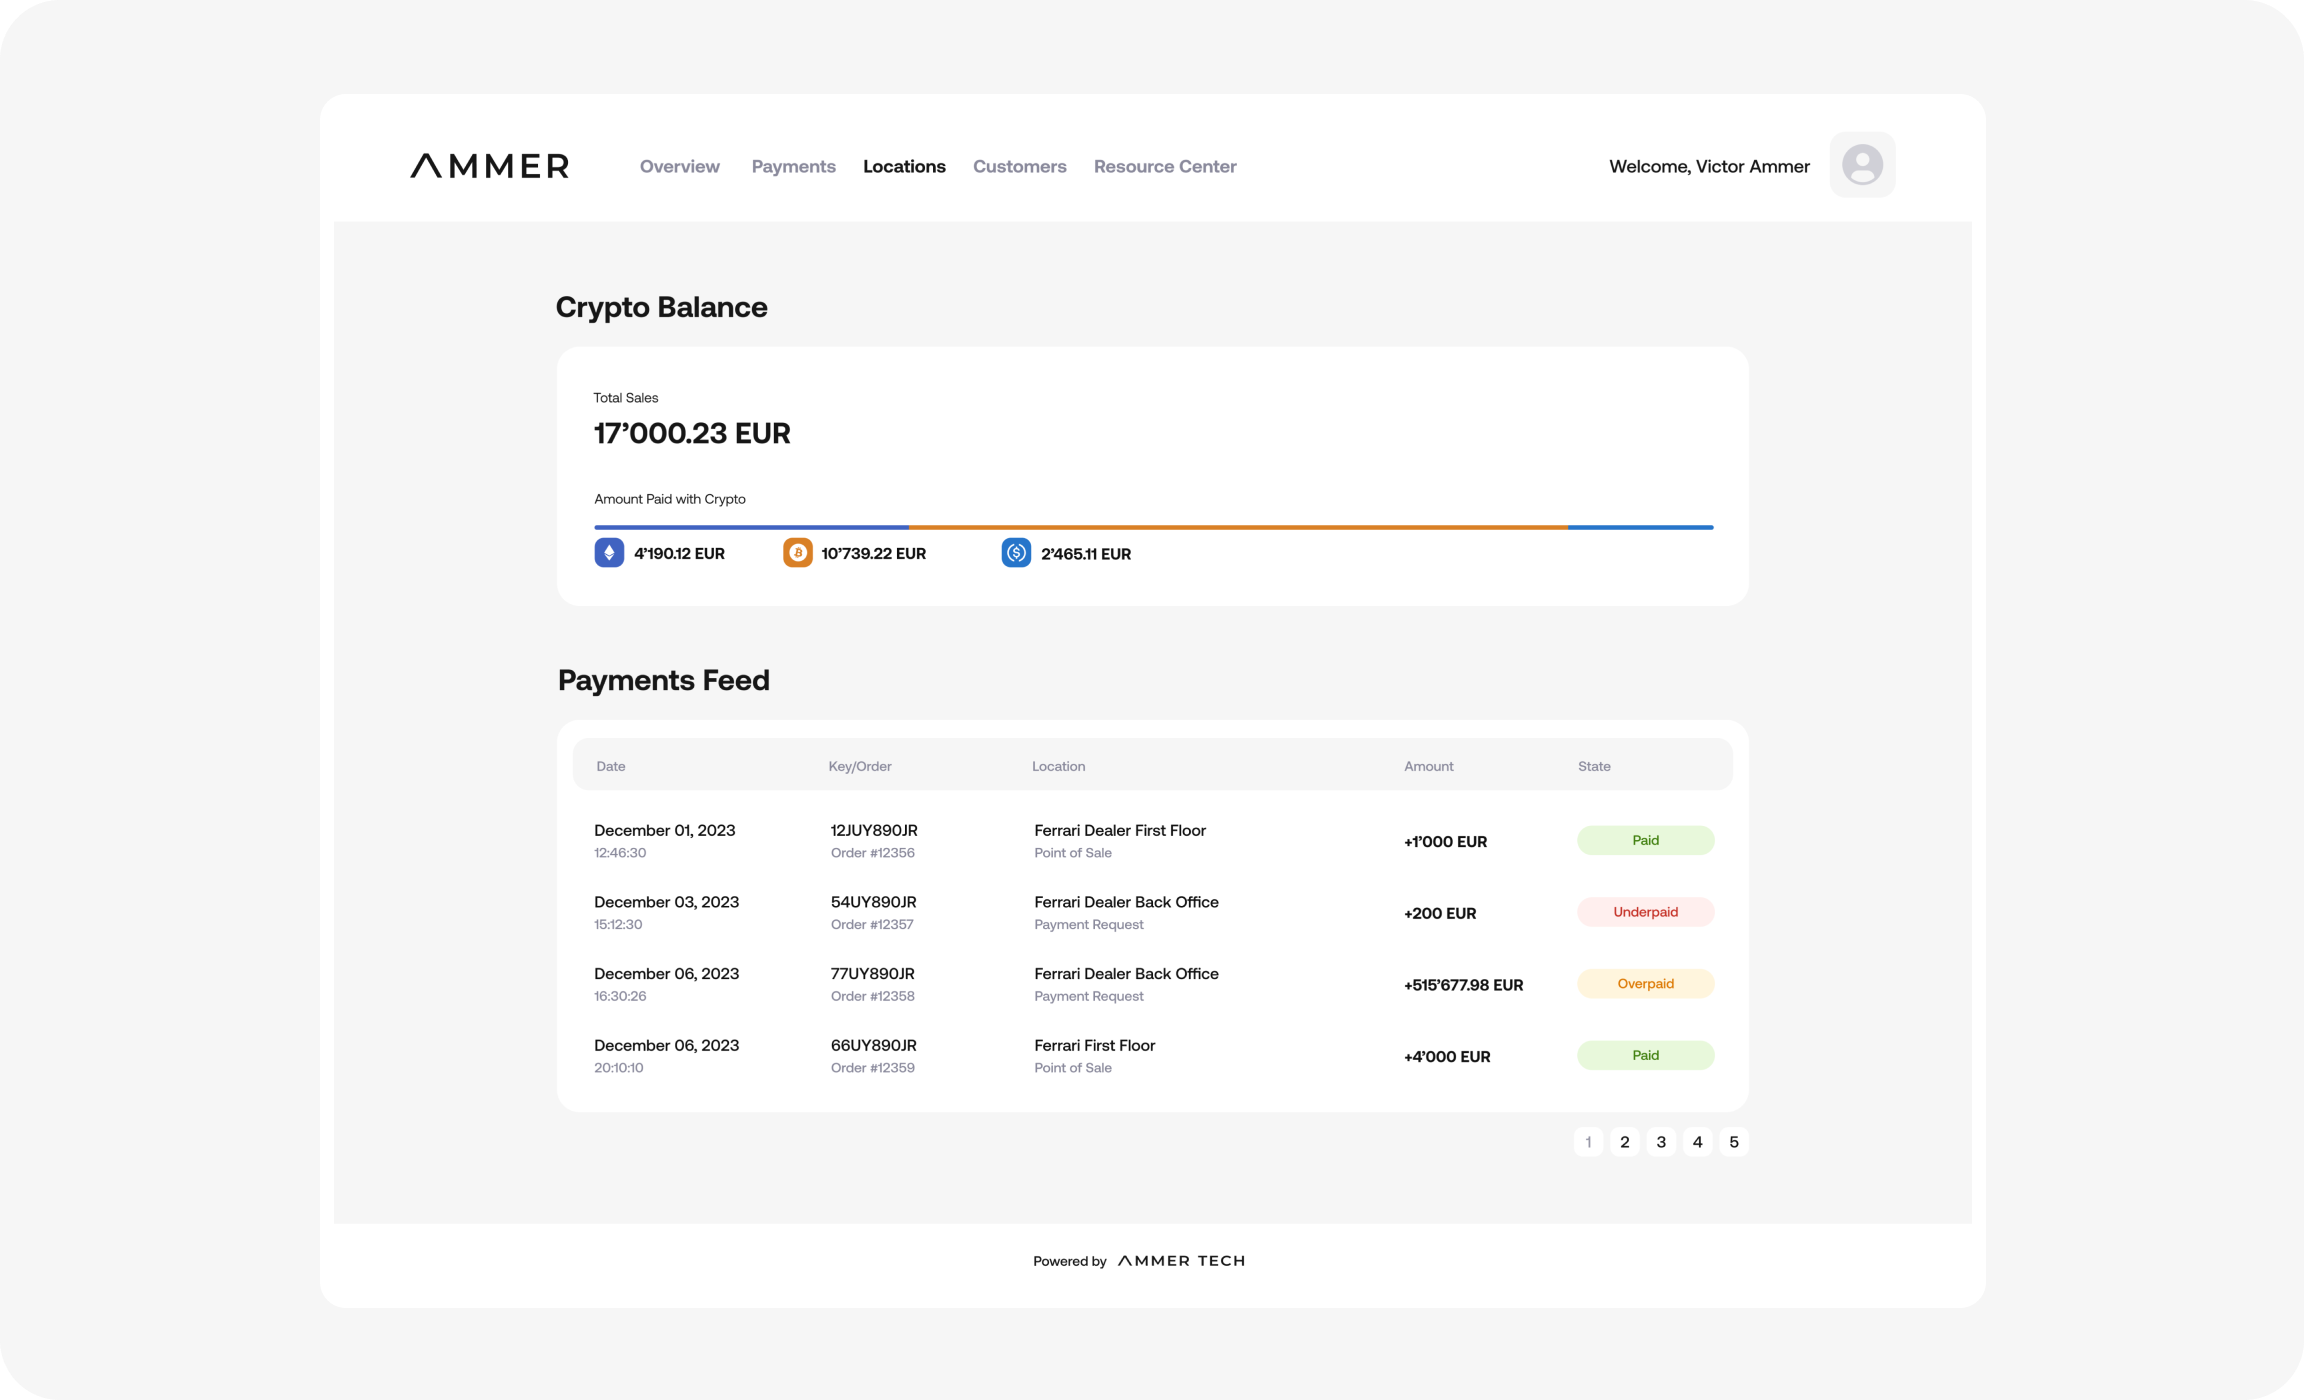 AMMER Overview Payments Locations Customers Resource Center Welcome, Victor Ammer
Crypto Balance
Total Sales
17’000.23 EUR
Amount Paid with Crypto
4’190.12 EUR 10’739.22 EUR 2’465.11 EUR
Payments Feed
Date Key/Order Location Amount State
December 01, 2023 12JUY890JR Ferrari Dealer First Floor +1’000 EUR Paid
12:46:30 Order #12356 Point of Sale
December 03, 2023 54UY890JR Ferrari Dealer Back Office +200 EUR Underpaid
15:12:30 Order #12357 Payment Request
December 06, 2023 77UY890JR Ferrari Dealer Back Office +515’677.98 EUR Overpaid
16:30:26 Order #12358 Payment Request
December 06, 2023 66UY890JR Ferrari First Floor +4’000 EUR Paid
20:10:10 Order #12359 Point of Sale
1 2 3 4 5
Powered by AMMER TECH